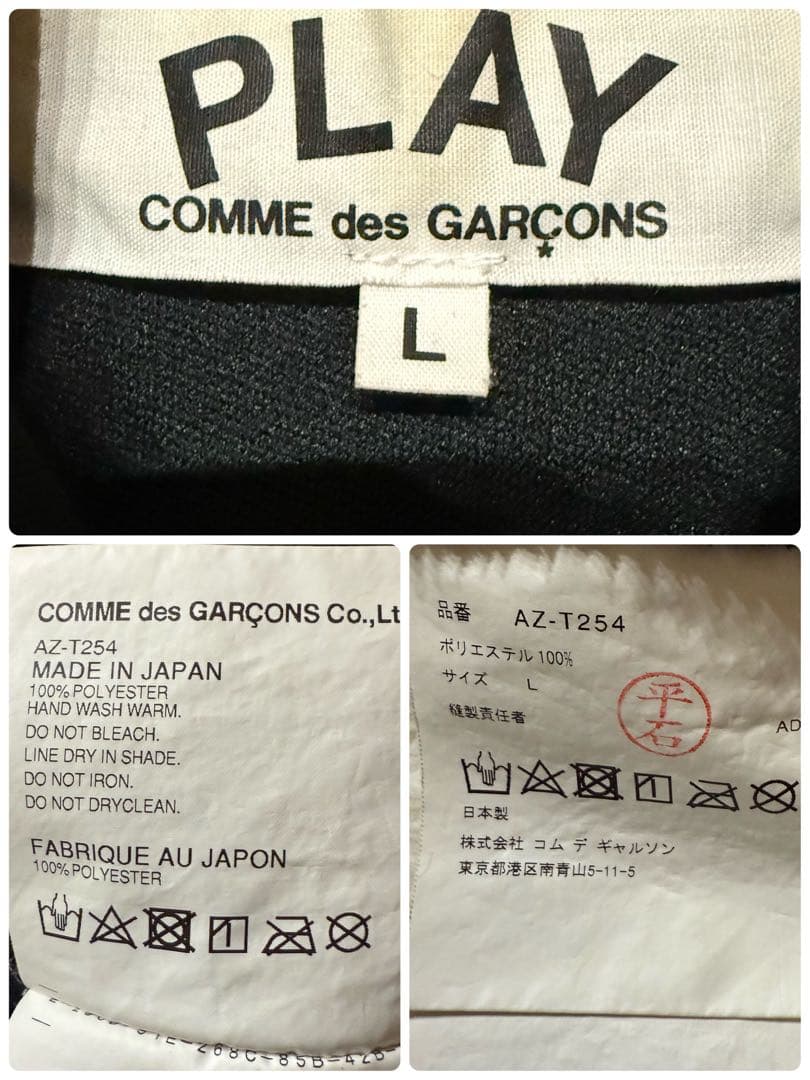 PLAY
COMME des GARÇONS
*
L
COMME des GARÇONS Co.,Lt
AZ-T254
MADE IN JAPAN
100% POLYESTER
HAND WASH WARM.
DO NOT BLEACH.
LINE DRY IN SHADE.
DO NOT IRON.
DO NOT DRYCLEAN.
FABRIQUE AU JAPON
100% POLYESTER
品番 AZ-T254
ポリエステル 100%
サイズ L
縫製責任者
平石
AD
日本製
株式会社 コム デ ギャルソン
東京都港区南青山5-11-5